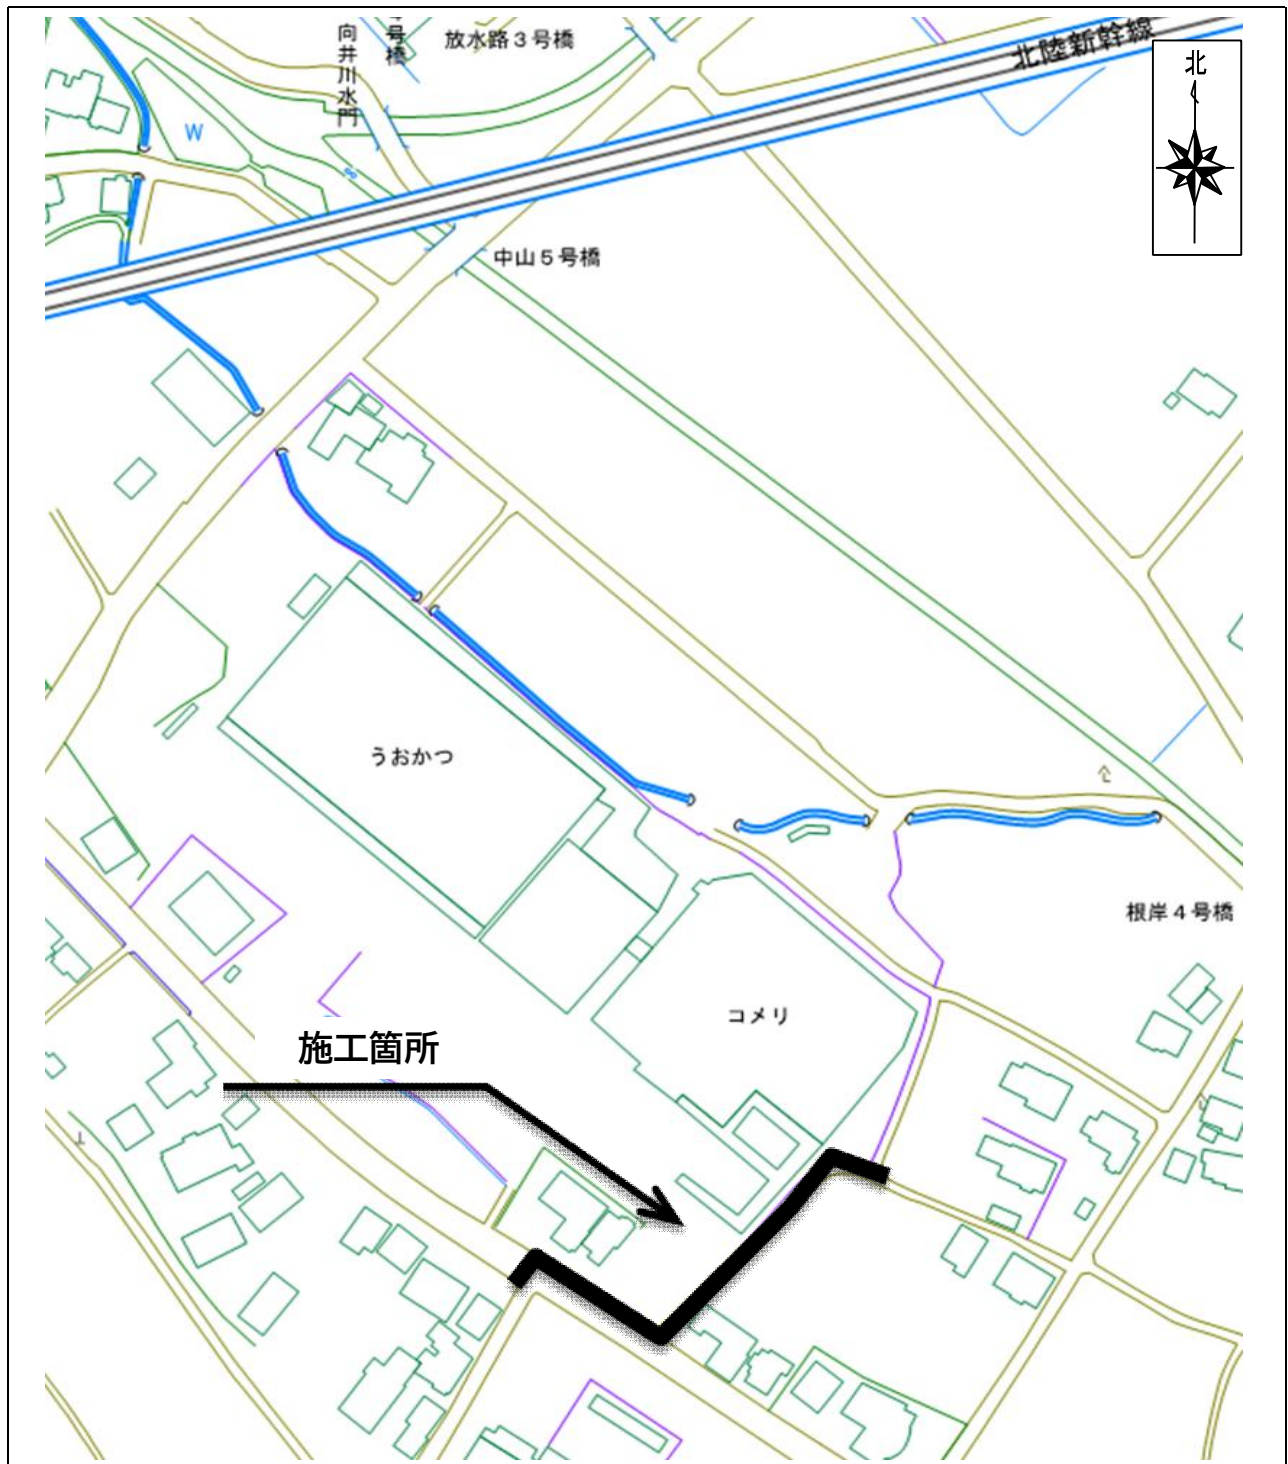 向井川水門
号橋
放水路３号橋
北陸新幹線
北
W
中山５号橋
うおかつ
根岸４号橋
コメリ
施工箇所